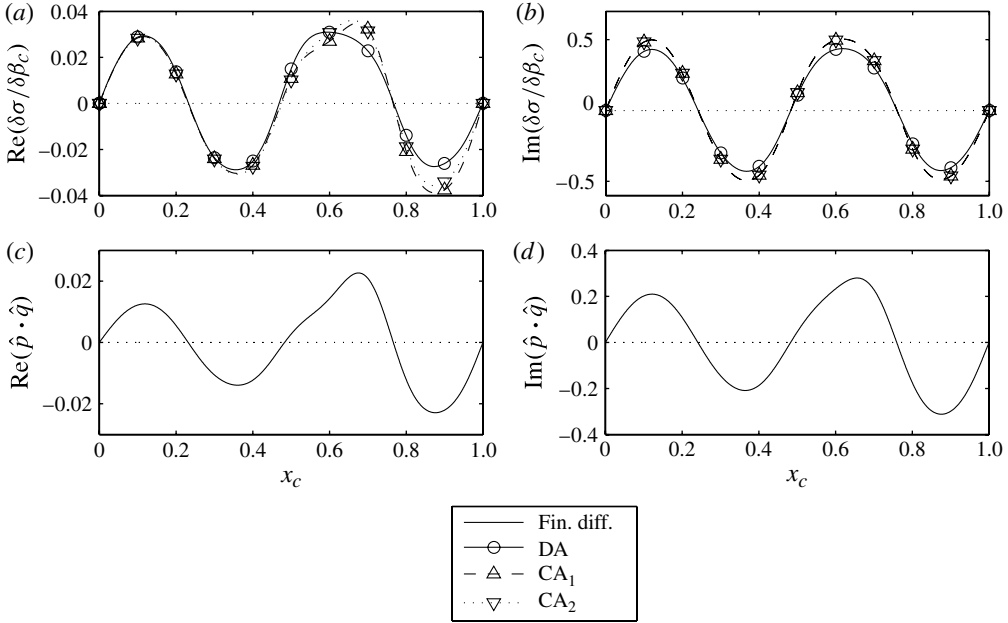 (a)
0.04
0.02
0
−0.02
−0.04
Re(δσ/δβc)
0 0.2 0.4 0.6 0.8 1.0
(b)
0.5
0
−0.5
Im(δσ/δβc)
0 0.2 0.4 0.6 0.8 1.0
(c)
0.02
0
−0.02
Re(p̂ • q̂)
0 0.2 0.4 0.6 0.8 1.0
xc
(d)
0.4
0.2
0
−0.2
−0.4
Im(p̂ • q̂)
0 0.2 0.4 0.6 0.8 1.0
xc
Fin. diff.
DA
CA1
CA2